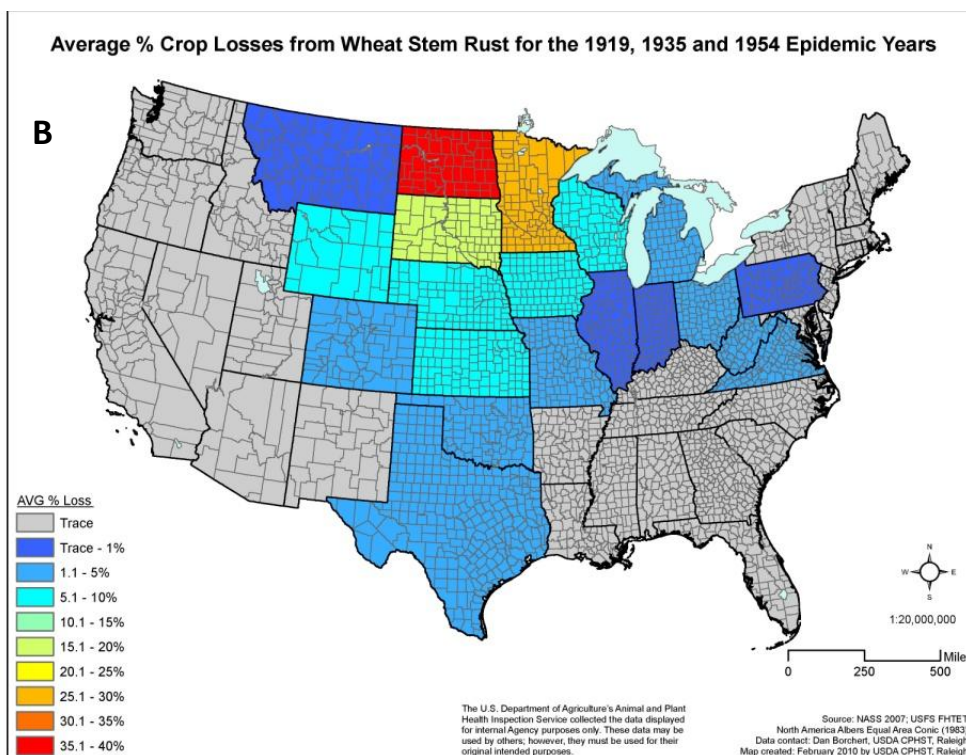 Average % Crop Losses from Wheat Stem Rust for the 1919, 1935 and 1954 Epidemic Years
B
AVG % Loss
Trace
Trace - 1%
1.1 - 5%
5.1 - 10%
10.1 - 15%
15.1 - 20%
20.1 - 25%
25.1 - 30%
30.1 - 35%
35.1 - 40%
N
W E
S
1:20,000,000
Mile
0 250 500
The U.S. Department of Agriculture's Animal and Plant
Health Inspection Service collected the data displayed
for internal Agency purposes only. These data may be
used by others; however, they must be used for their
original intended purposes.
Source: NASS 2007; USFS FHTET
North America Albers Equal Area Conic (1983)
Data contact: Dan Borchert, USDA CPHST, Raleigh
Map created: February 2010 by USDA CPHST, Raleigh